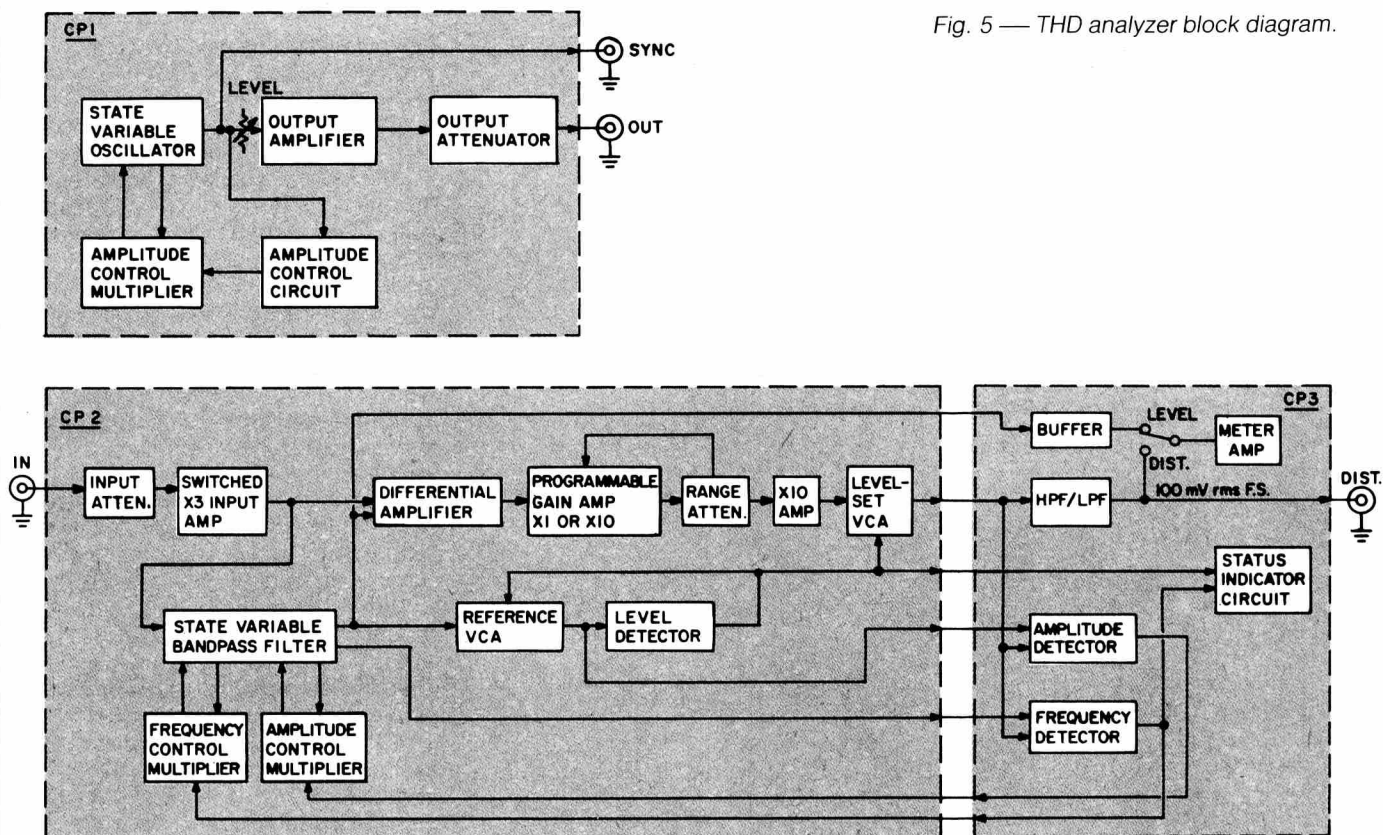 Fig. 5 — THD analyzer block diagram.
CP1
SYNC
LEVEL
STATE
VARIABLE
OSCILLATOR
OUTPUT
AMPLIFIER
OUTPUT
ATTENUATOR
OUT
AMPLITUDE
CONTROL
MULTIPLIER
AMPLITUDE
CONTROL
CIRCUIT
CP2
CP3
IN
INPUT
ATTEN.
SWITCHED
X3 INPUT
AMP
DIFFERENTIAL
AMPLIFIER
PROGRAMMABLE
GAIN AMP
X1 OR X10
RANGE
ATTEN.
X10
AMP
LEVEL-
SET
VCA
BUFFER
LEVEL
METER
AMP
DIST.
HPF/LPF
100 mV rms F.S.
DIST.
STATE VARIABLE
BANDPASS FILTER
REFERENCE
VCA
LEVEL
DETECTOR
STATUS
INDICATOR
CIRCUIT
AMPLITUDE
DETECTOR
FREQUENCY
CONTROL
MULTIPLIER
AMPLITUDE
CONTROL
MULTIPLIER
FREQUENCY
DETECTOR